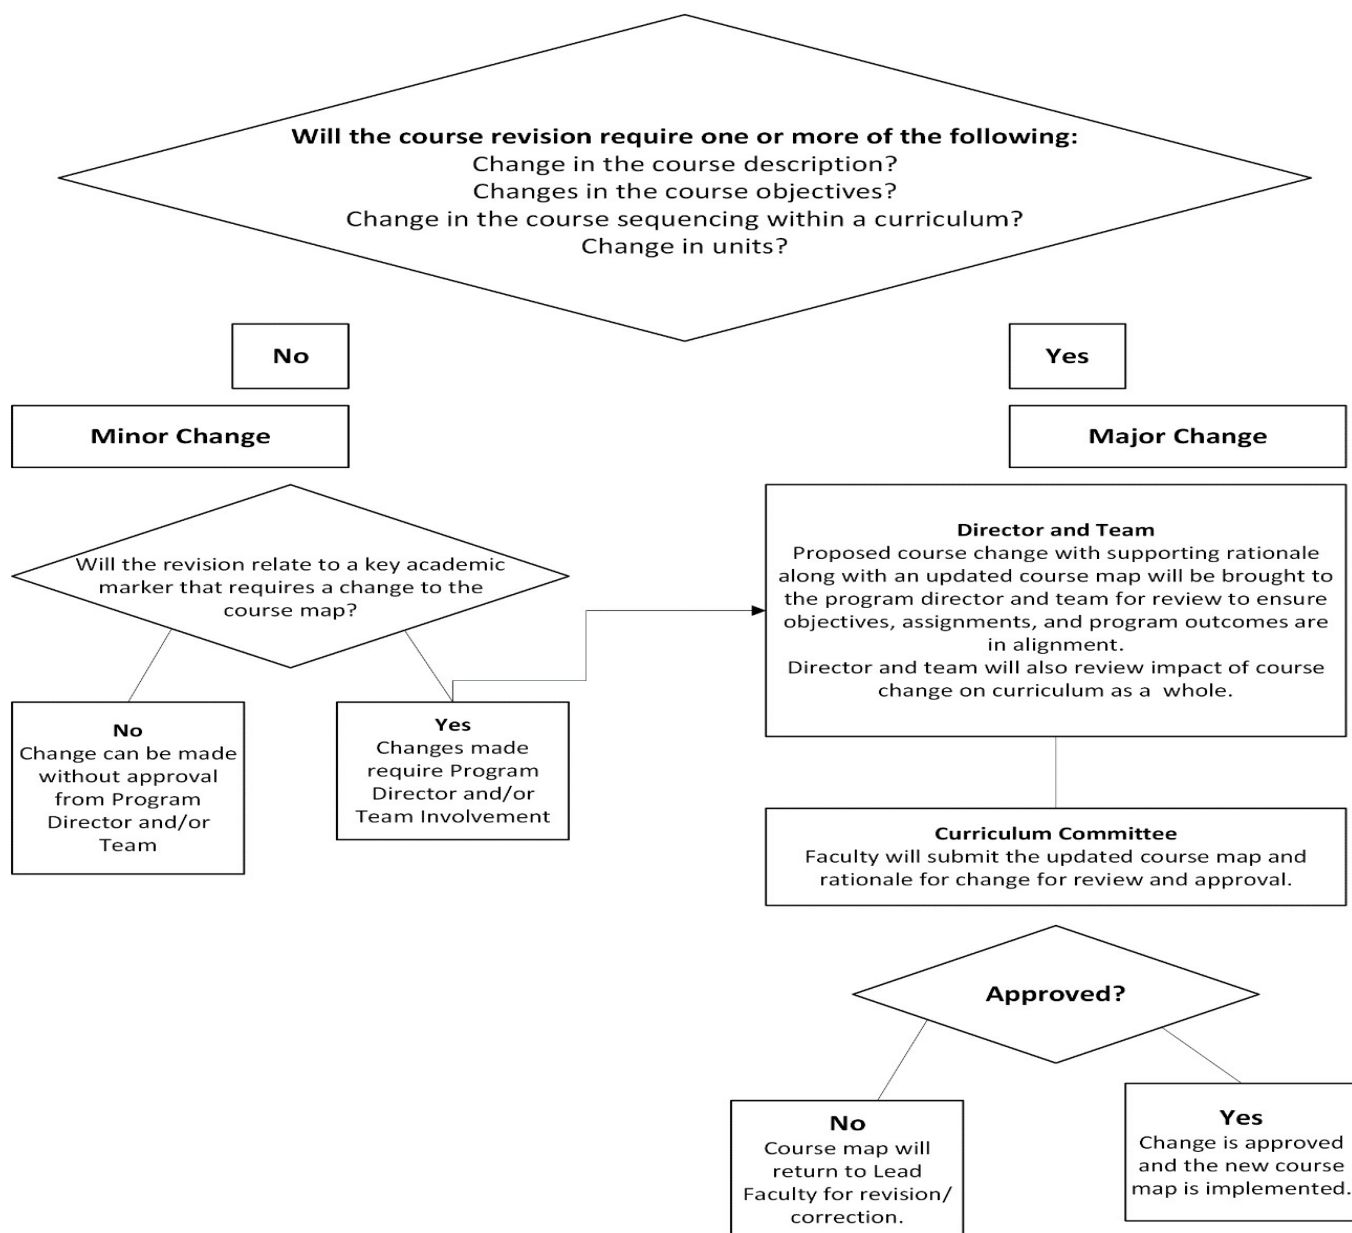 Will the course revision require one or more of the following:
Change in the course description?
Changes in the course objectives?
Change in the course sequencing within a curriculum?
Change in units?
No
Yes
Minor Change
Major Change
Will the revision relate to a key academic
marker that requires a change to the
course map?
Director and Team
Proposed course change with supporting rationale
along with an updated course map will be brought to
the program director and team for review to ensure
objectives, assignments, and program outcomes are
in alignment.
Director and team will also review impact of course
change on curriculum as a whole.
No
Change can be made
without approval
from Program
Director and/or
Team
Yes
Changes made
require Program
Director and/or
Team Involvement
Curriculum Committee
Faculty will submit the updated course map and
rationale for change for review and approval.
Approved?
No
Course map will
return to Lead
Faculty for revision/
correction.
Yes
Change is approved
and the new course
map is implemented.